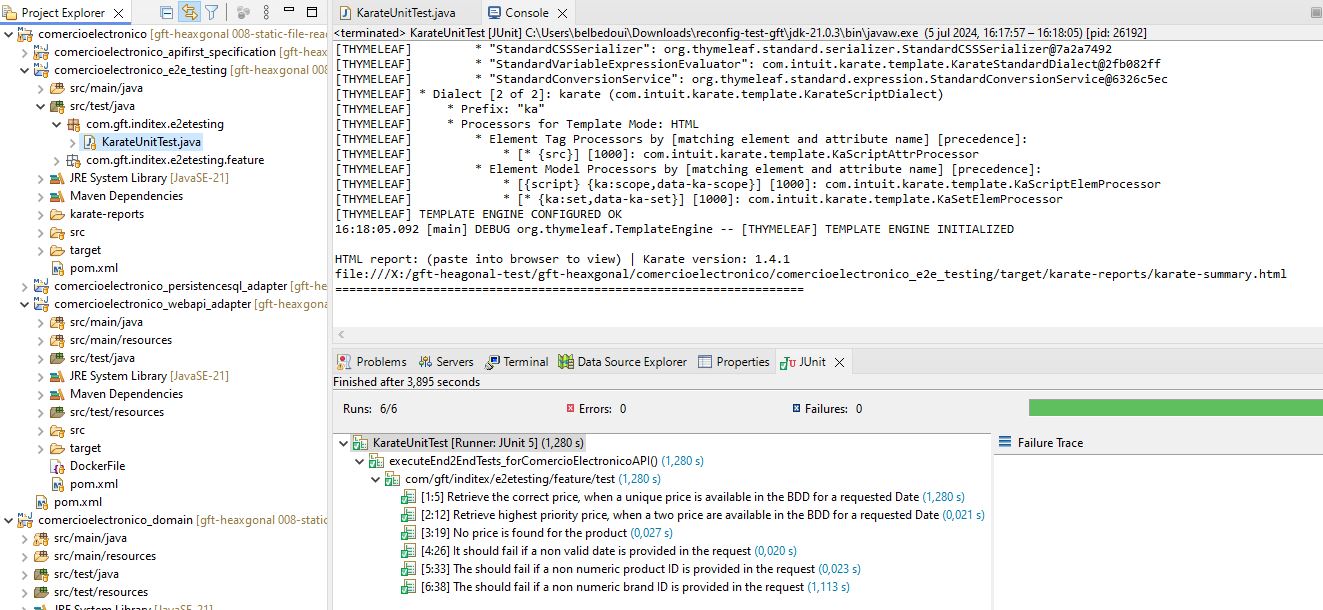 Project Explorer
comercioelectronico [gft-heaxgonal 008-static-file-rea
comercioelectronico_apifirst_specification [gft-heaxgonal
comercioelectronico_e2e_testing [gft-heaxgonal 008
src/main/java
src/test/java
com.gft.inditex.e2etesting
KarateUnitTest.java
com.gft.inditex.e2etesting.feature
JRE System Library [JavaSE-21]
Maven Dependencies
karate-reports
src
target
pom.xml
comercioelectronico_persistencesql_adapter [gft-he
comercioelectronico_webapi_adapter [gft-heaxgona
src/main/java
src/main/resources
src/test/java
JRE System Library [JavaSE-21]
Maven Dependencies
src/test/resources
src
target
DockerFile
pom.xml
pom.xml
comercioelectronico_domain [gft-heaxgonal 008-static
src/main/java
src/main/resources
src/test/java
src/test/resources
JRE System Library [JavaSE-21]
KarateUnitTest.java
Console
<terminated> KarateUnitTest [JUnit] C:\Users\belbedoui\Downloads\reconfig-test-gft\jdk-21.0.3\bin\javaw.exe (5 jul 2024, 16:17:57 – 16:18:05) [pid: 26192]
[THYMELEAF] * "StandardCSSSerializer": org.thymeleaf.standard.serializer.StandardCSSSerializer@7a2a7492
[THYMELEAF] * "StandardVariableExpressionEvaluator": com.intuit.karate.template.KarateStandardDialect@2fb082ff
[THYMELEAF] * "StandardConversionService": org.thymeleaf.standard.expression.StandardConversionService@6326c5ec
[THYMELEAF] * Dialect [2 of 2]: karate (com.intuit.karate.template.KarateScriptDialect)
[THYMELEAF] * Prefix: "ka"
[THYMELEAF] * Processors for Template Mode: HTML
[THYMELEAF] * Element Tag Processors by [matching element and attribute name] [precedence]:
[THYMELEAF] * [* {src}] [1000]: com.intuit.karate.template.KaScriptAttrProcessor
[THYMELEAF] * Element Model Processors by [matching element and attribute name] [precedence]:
[THYMELEAF] * [{script} {ka:scope,data-ka-scope}] [1000]: com.intuit.karate.template.KaScriptElemProcessor
[THYMELEAF] * [* {ka:set,data-ka-set}] [1000]: com.intuit.karate.template.KaSetElemProcessor
[THYMELEAF] TEMPLATE ENGINE CONFIGURED OK
16:18:05.092 [main] DEBUG org.thymeleaf.TemplateEngine -- [THYMELEAF] TEMPLATE ENGINE INITIALIZED
HTML report: (paste into browser to view) | Karate version: 1.4.1
file:///X:/gft-heagonal-test/gft-heaxgonal/comercioelectronico/comercioelectronico_e2e_testing/target/karate-reports/karate-summary.html
===================================================================
Problems Servers Terminal Data Source Explorer Properties JUnit
Finished after 3,895 seconds
Runs: 6/6 Errors: 0 Failures: 0
KarateUnitTest [Runner: JUnit 5] (1,280 s)
executeEnd2EndTests_forComercioElectronicoAPI() (1,280 s)
com/gft/inditex/e2etesting/feature/test (1,280 s)
[1:5] Retrieve the correct price, when a unique price is available in the BDD for a requested Date (1,280 s)
[2:12] Retrieve highest priority price, when a two price are available in the BDD for a requested Date (0,021 s)
[3:19] No price is found for the product (0,027 s)
[4:26] It should fail if a non valid date is provided in the request (0,020 s)
[5:33] The should fail if a non numeric product ID is provided in the request (0,023 s)
[6:38] The should fail if a non numeric brand ID is provided in the request (1,113 s)
Failure Trace